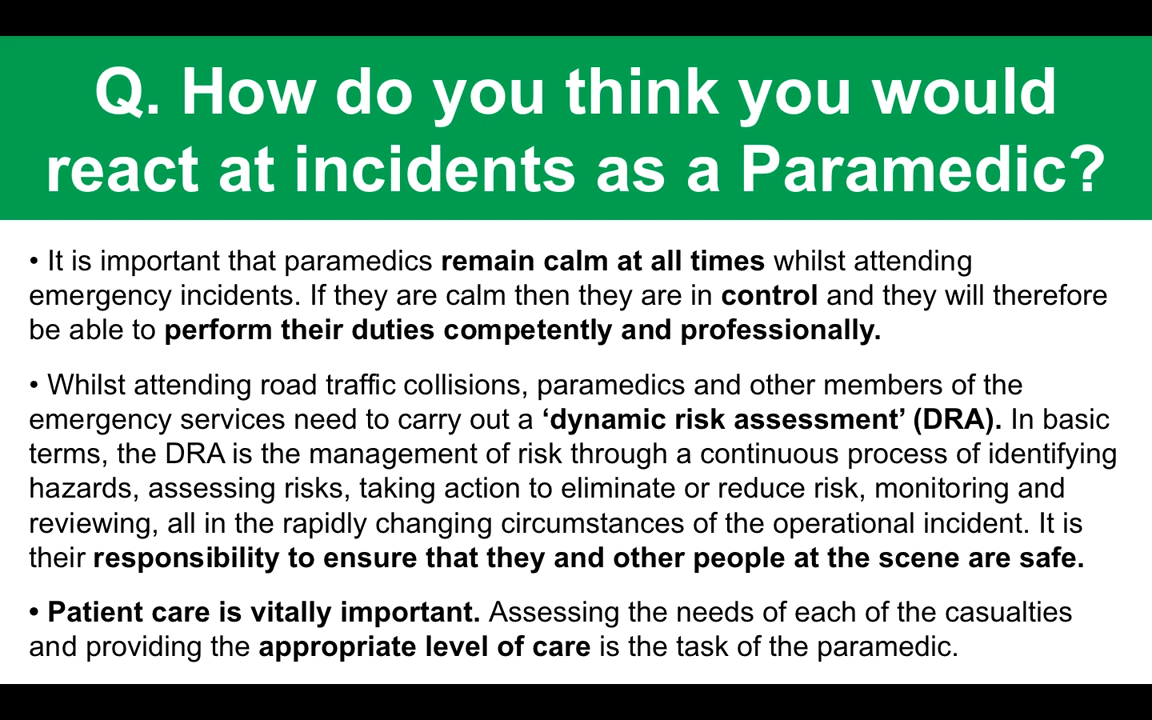 Q. How do you think you would
react at incidents as a Paramedic?
• It is important that paramedics remain calm at all times whilst attending
emergency incidents. If they are calm then they are in control and they will therefore
be able to perform their duties competently and professionally.
• Whilst attending road traffic collisions, paramedics and other members of the
emergency services need to carry out a ‘dynamic risk assessment’ (DRA). In basic
terms, the DRA is the management of risk through a continuous process of identifying
hazards, assessing risks, taking action to eliminate or reduce risk, monitoring and
reviewing, all in the rapidly changing circumstances of the operational incident. It is
their responsibility to ensure that they and other people at the scene are safe.
• Patient care is vitally important. Assessing the needs of each of the casualties
and providing the appropriate level of care is the task of the paramedic.